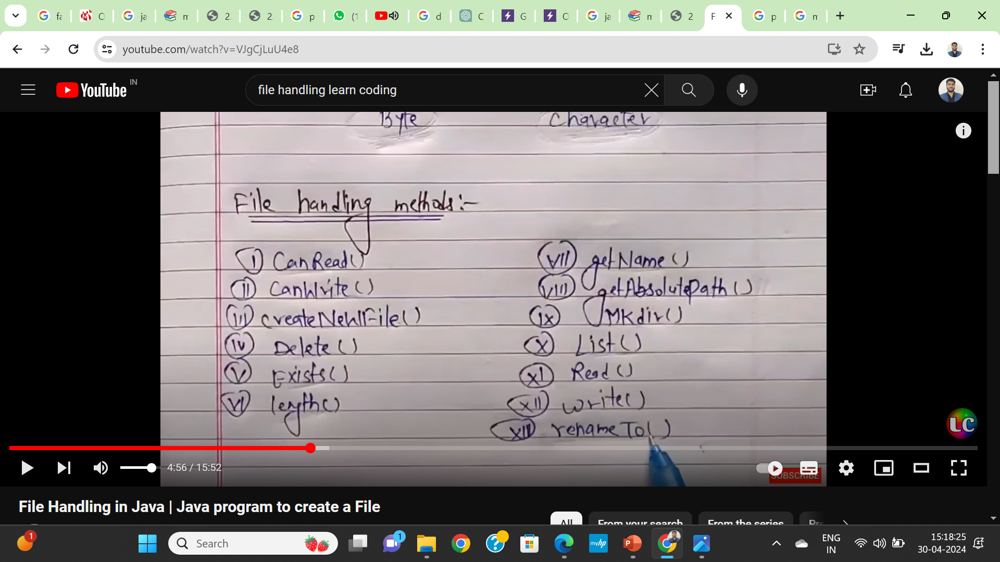 fa
O
ja
m
2
2
p
(1
d
C
G
O
ja
m
2
F
p
m
youtube.com/watch?v=VJgCjLuU4e8
YouTube IN
file handling learn coding
Byte Character
File handling methods:-
I CanRead()
II CanWrite()
III createNewFile()
IV Delete()
V Exists()
VI length()
VII getName()
VIII getAbsolutePath()
IX MKdir()
X List()
XI Read()
XII write()
XIII renameTo()
LC
4:56 / 15:52
SUBSCRIBE
File Handling in Java | Java program to create a File
All From your search From the series Pre
1
Search
1
myhp
P
ENG
IN
15:18:25
30-04-2024